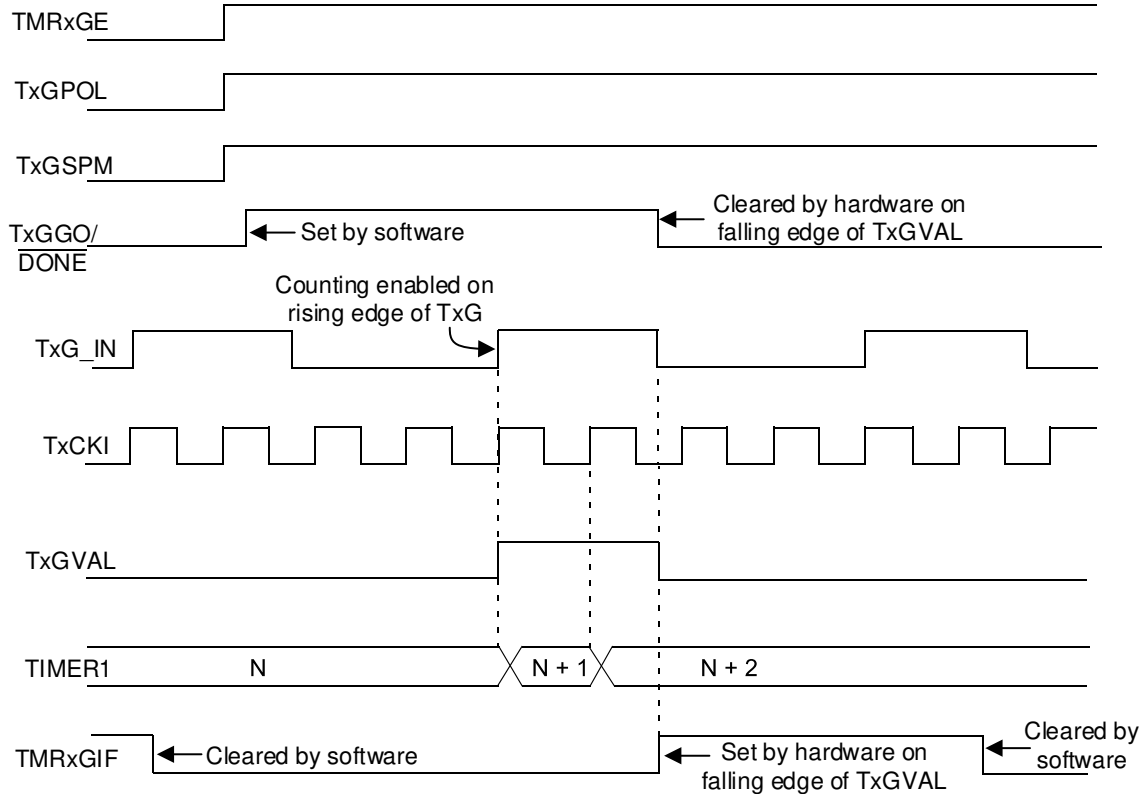 TMRxGE
TxGPOL
TxGSPM
TxGGO/
DONE
Set by software
Cleared by hardware on
falling edge of TxGVAL
Counting enabled on
rising edge of TxG
TxG_IN
TxCKI
TxGVAL
TIMER1
N
N + 1
N + 2
TMRxGIF
Cleared by software
Set by hardware on
falling edge of TxGVAL
Cleared by
software